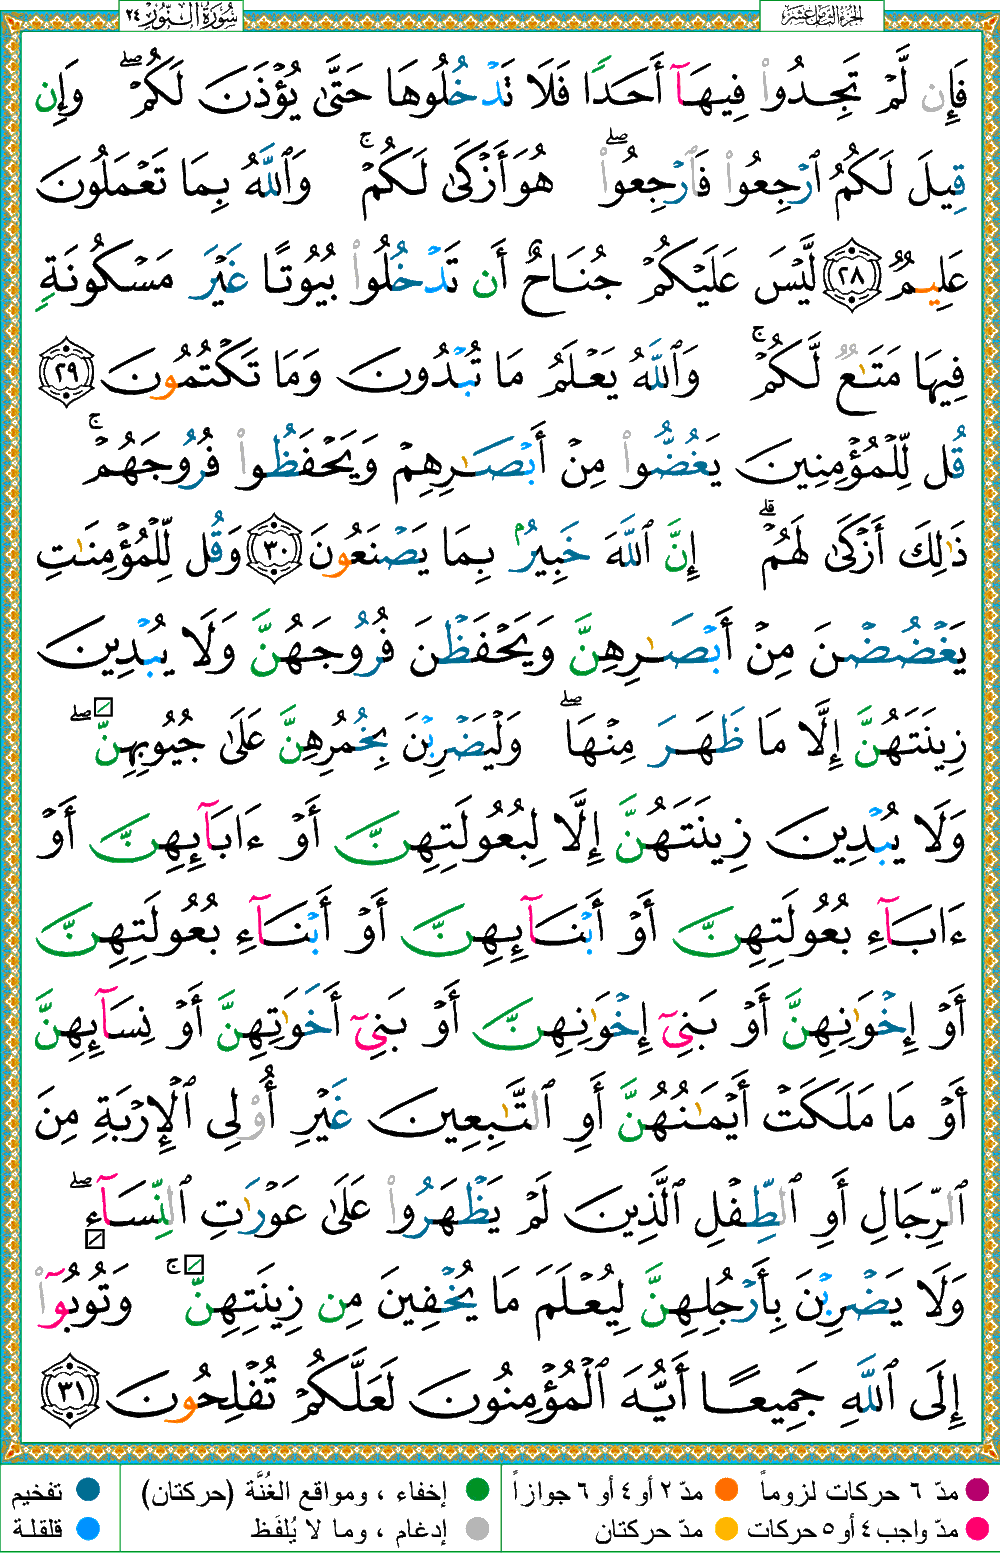 الجزء الثامن عشر
سُورَةُ النُّور ٢٤
فَإِن لَّمْ تَجِدُوا۟ فِيهَآ أَحَدًۭا فَلَا تَدْخُلُوهَا حَتَّىٰ يُؤْذَنَ لَكُمْ ۖ وَإِن
قِيلَ لَكُمُ ٱرْجِعُوا۟ فَٱرْجِعُوا۟ ۖ هُوَ أَزْكَىٰ لَكُمْ ۚ وَٱللَّهُ بِمَا تَعْمَلُونَ
عَلِيمٌۭ ٢٨ لَّيْسَ عَلَيْكُمْ جُنَاحٌ أَن تَدْخُلُوا۟ بُيُوتًا غَيْرَ مَسْكُونَةٍۢ
فِيهَا مَتَـٰعٌۭ لَّكُمْ ۚ وَٱللَّهُ يَعْلَمُ مَا تُبْدُونَ وَمَا تَكْتُمُونَ ٢٩
قُل لِّلْمُؤْمِنِينَ يَغُضُّوا۟ مِنْ أَبْصَـٰرِهِمْ وَيَحْفَظُوا۟ فُرُوجَهُمْ ۚ
ذَٰلِكَ أَزْكَىٰ لَهُمْ ۗ إِنَّ ٱللَّهَ خَبِيرٌۢ بِمَا يَصْنَعُونَ ٣٠ وَقُل لِّلْمُؤْمِنَـٰتِ
يَغْضُضْنَ مِنْ أَبْصَـٰرِهِنَّ وَيَحْفَظْنَ فُرُوجَهُنَّ وَلَا يُبْدِينَ
زِينَتَهُنَّ إِلَّا مَا ظَهَرَ مِنْهَا ۖ وَلْيَضْرِبْنَ بِخُمُرِهِنَّ عَلَىٰ جُيُوبِهِنَّ ۖ
وَلَا يُبْدِينَ زِينَتَهُنَّ إِلَّا لِبُعُولَتِهِنَّ أَوْ ءَابَآئِهِنَّ أَوْ
ءَابَآءِ بُعُولَتِهِنَّ أَوْ أَبْنَآئِهِنَّ أَوْ أَبْنَآءِ بُعُولَتِهِنَّ
أَوْ إِخْوَٰنِهِنَّ أَوْ بَنِىٓ إِخْوَٰنِهِنَّ أَوْ بَنِىٓ أَخَوَٰتِهِنَّ أَوْ نِسَآئِهِنَّ
أَوْ مَا مَلَكَتْ أَيْمَـٰنُهُنَّ أَوِ ٱلتَّـٰبِعِينَ غَيْرِ أُو۟لِى ٱلْإِرْبَةِ مِنَ
ٱلرِّجَالِ أَوِ ٱلطِّفْلِ ٱلَّذِينَ لَمْ يَظْهَرُوا۟ عَلَىٰ عَوْرَٰتِ ٱلنِّسَآءِ ۖ
وَلَا يَضْرِبْنَ بِأَرْجُلِهِنَّ لِيُعْلَمَ مَا يُخْفِينَ مِن زِينَتِهِنَّ ۚ وَتُوبُوٓا۟
إِلَى ٱللَّهِ جَمِيعًا أَيُّهَ ٱلْمُؤْمِنُونَ لَعَلَّكُمْ تُفْلِحُونَ ٣١
مدّ ٦ حركات لزوماً
مدّ ٢ أو ٤ أو ٦ جوازاً
إخفاء ، ومواقع الغُنَّة (حركتان)
تفخيم
مدّ واجب ٤ أو ٥ حركات
مدّ حركتان
إدغام ، وما لا يُلفَظ
قلقلة